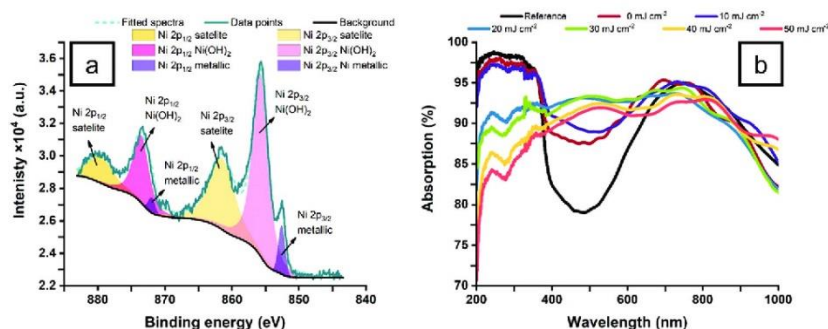 Fitted spectra Data points Background
Ni 2p1/2 satelite Ni 2p3/2 satelite
Ni 2p1/2 Ni(OH)2 Ni 2p3/2 Ni(OH)2
Ni 2p1/2 metallic Ni 2p3/2 Ni metallic
a
Ni 2p3/2
Ni(OH)2
Ni 2p1/2
Ni(OH)2
Ni 2p3/2
satelite
Ni 2p1/2
satelite
Ni 2p1/2
metallic
Ni 2p3/2
metallic
Intenisty ×10⁴ (a.u.)
3.4
3.0
2.8
2.6
2.4
2.2
880 870 860 850 840
Binding energy (eV)
Reference 0 mJ cm⁻² 10 mJ cm⁻²
20 mJ cm⁻² 30 mJ cm⁻² 40 mJ cm⁻² 50 mJ cm⁻²
b
Absorption (%)
100
95
90
85
80
75
70
200 300 400 500 600 700 800 900 1000
Wavelength (nm)